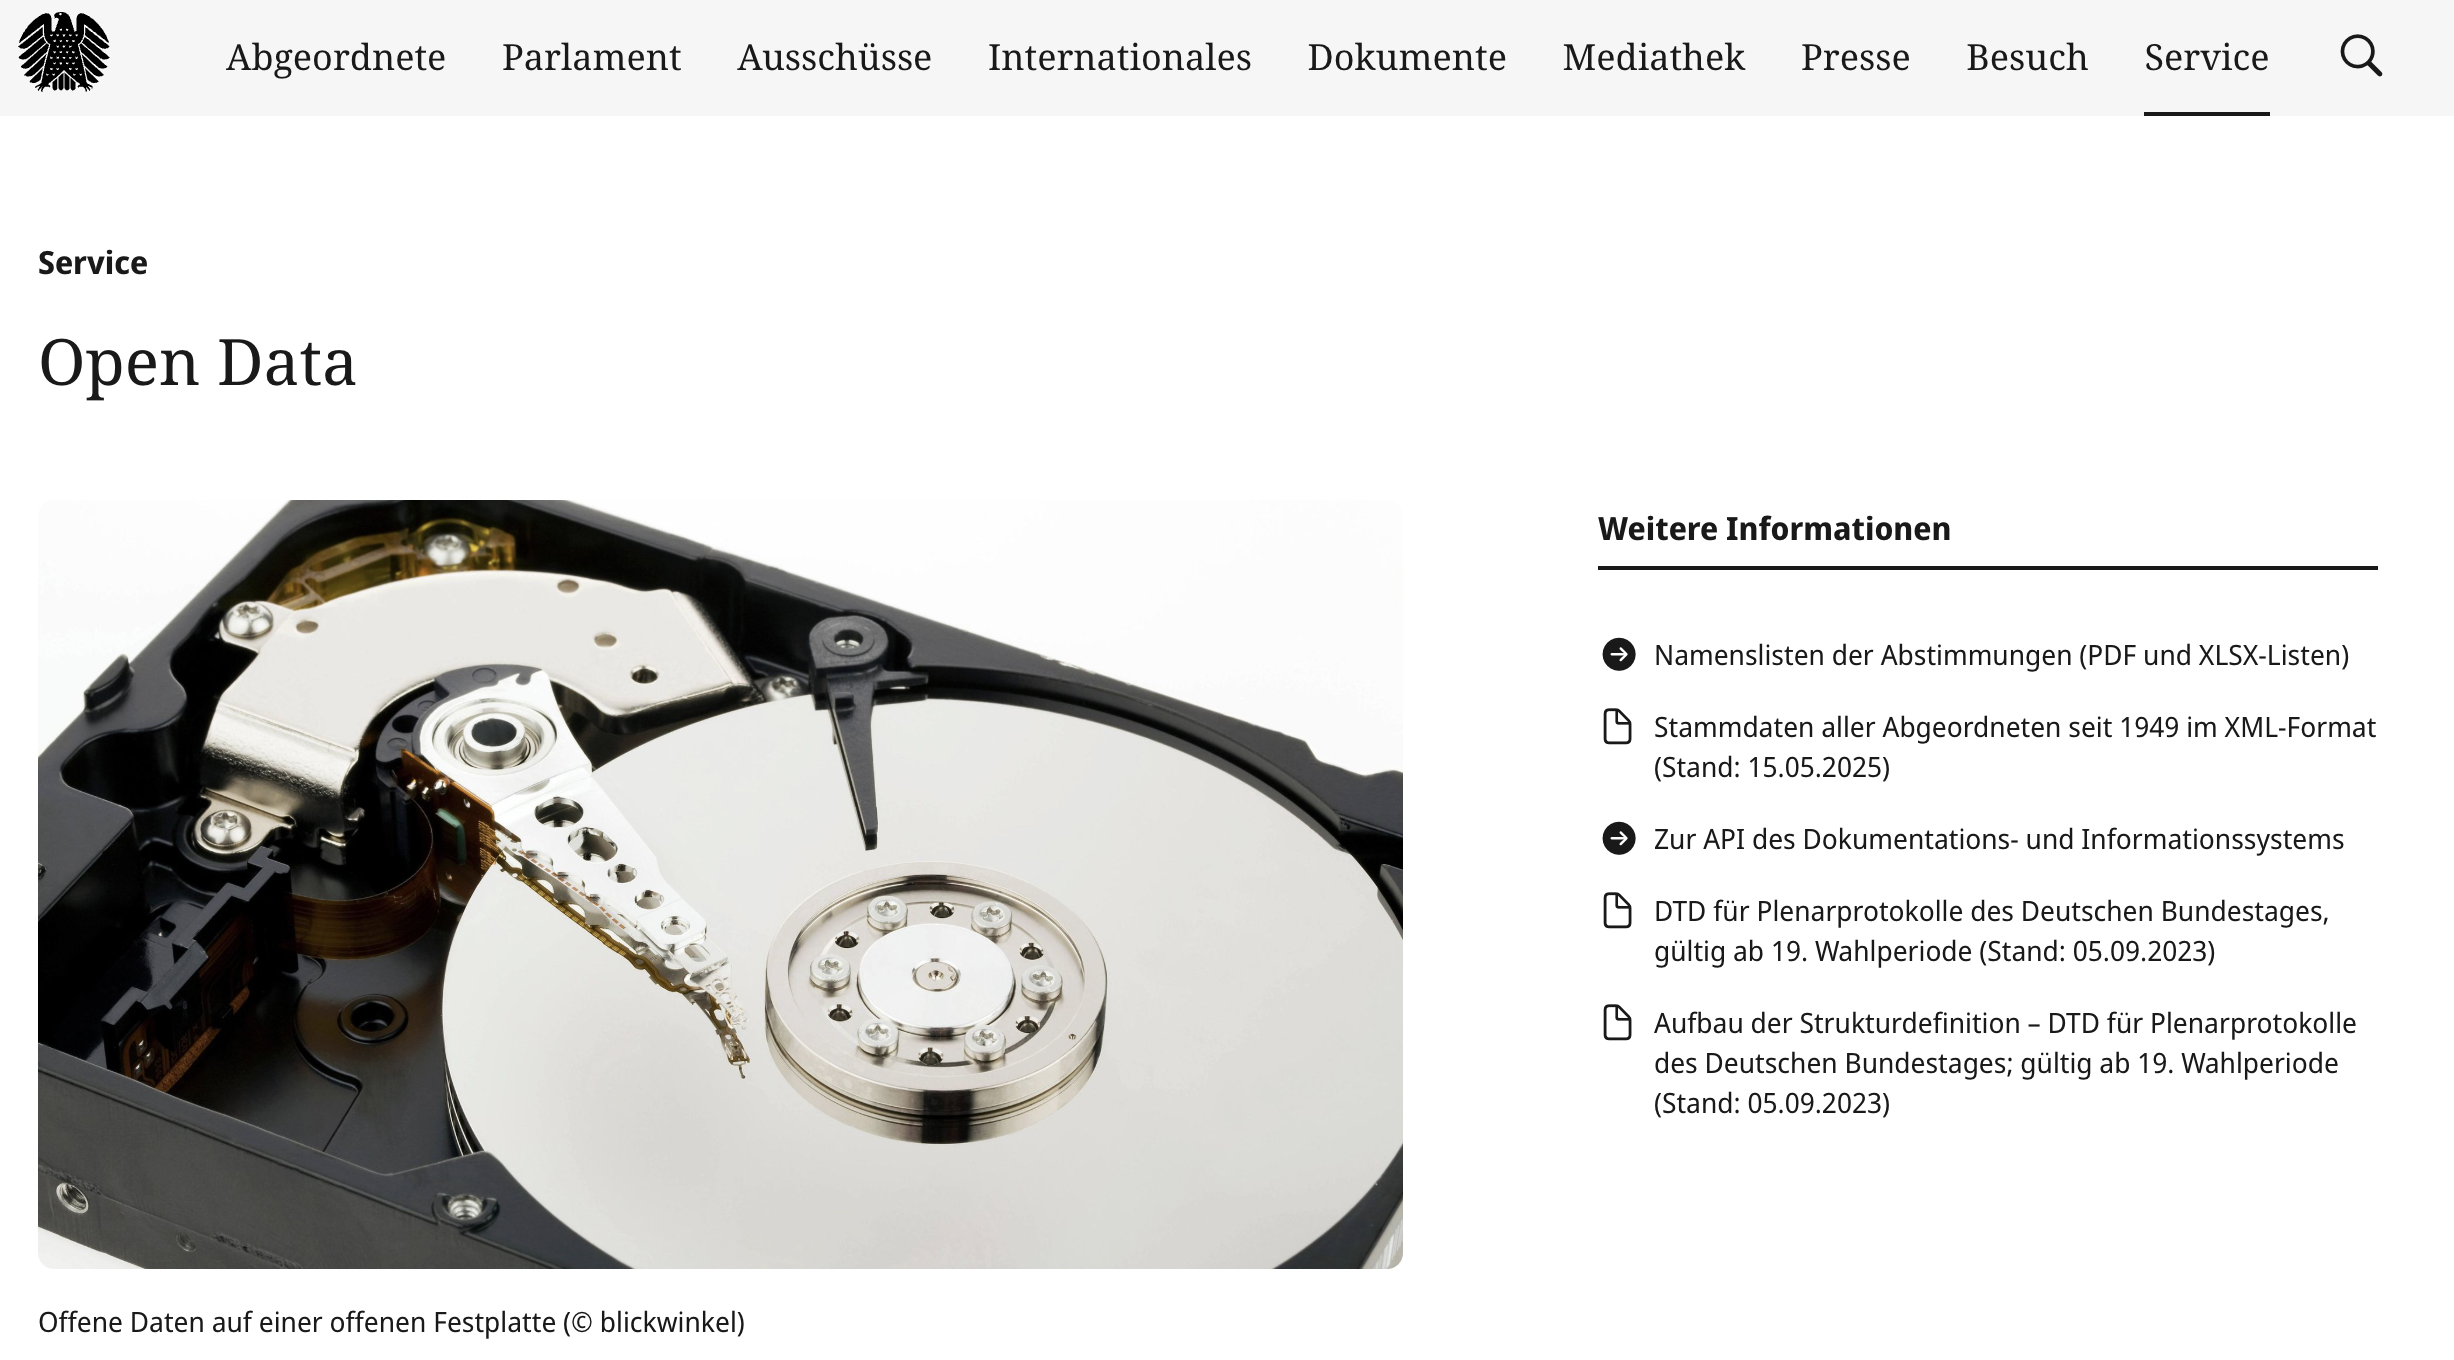 Abgeordnete Parlament Ausschüsse Internationales Dokumente Mediathek Presse Besuch Service
Service
Open Data
Weitere Informationen
Namenslisten der Abstimmungen (PDF und XLSX-Listen)
Stammdaten aller Abgeordneten seit 1949 im XML-Format
(Stand: 15.05.2025)
Zur API des Dokumentations- und Informationssystems
DTD für Plenarprotokolle des Deutschen Bundestages,
gültig ab 19. Wahlperiode (Stand: 05.09.2023)
Aufbau der Strukturdefinition – DTD für Plenarprotokolle
des Deutschen Bundestages; gültig ab 19. Wahlperiode
(Stand: 05.09.2023)
Offene Daten auf einer offenen Festplatte (© blickwinkel)